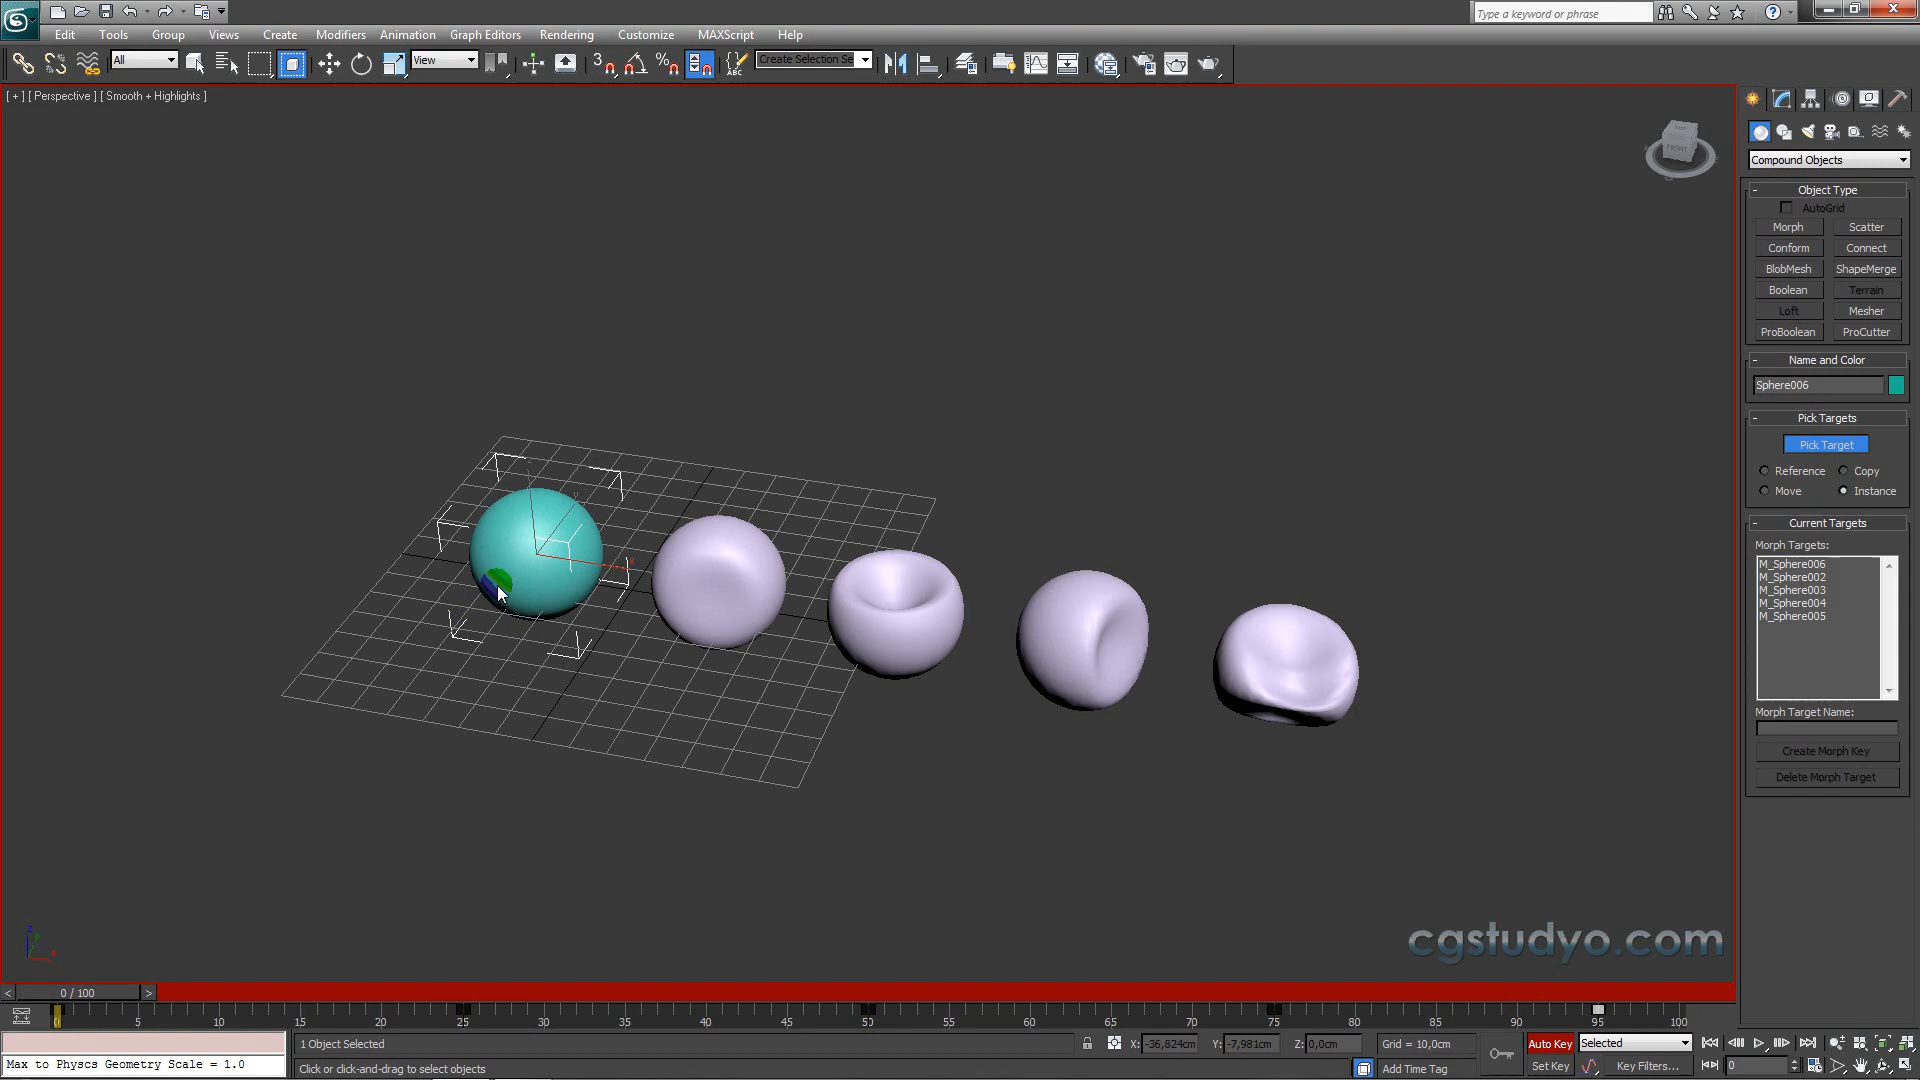 Type a keyword or phrase
Edit Tools Group Views Create Modifiers Animation Graph Editors Rendering Customize MAXScript Help
All View 3 % ABC Create Selection Se
[ + ] [ Perspective ] [ Smooth + Highlights ]
TOP
FRONT
Compound Objects
- Object Type
AutoGrid
Morph Scatter
Conform Connect
BlobMesh ShapeMerge
Boolean Terrain
Loft Mesher
ProBoolean ProCutter
- Name and Color
Sphere006
- Pick Targets
Pick Target
Reference Copy
Move Instance
- Current Targets
Morph Targets:
M_Sphere006
M_Sphere002
M_Sphere003
M_Sphere004
M_Sphere005
Morph Target Name:
Create Morph Key
Delete Morph Target
z y x
cgstudyo.com
< 0 / 100 >
0 5 10 15 20 25 30 35 40 45 50 55 60 65 70 75 80 85 90 95 100
1 Object Selected X: -36,824cm Y: -7,981cm Z: 0,0cm Grid = 10,0cm Auto Key Selected
Max to Physcs Geometry Scale = 1.0 Click or click-and-drag to select objects Add Time Tag Set Key Key Filters... 0